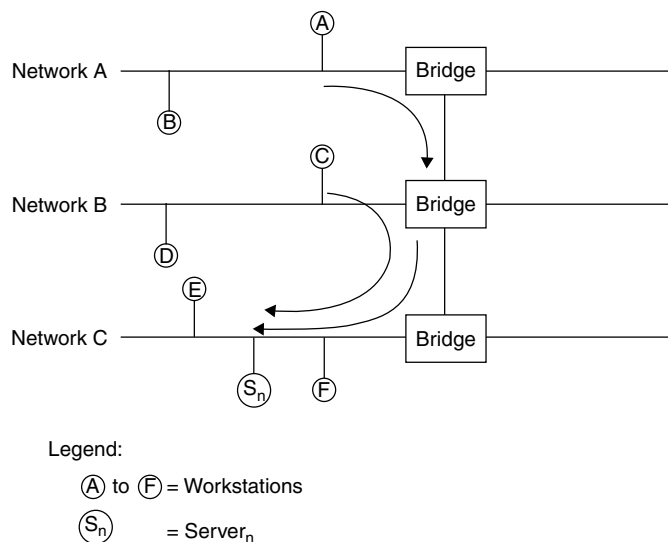 A
Network A Bridge
B
C
Network B Bridge
D
E
Network C Bridge
Sn F
Legend:
A to F = Workstations
Sn = Servern